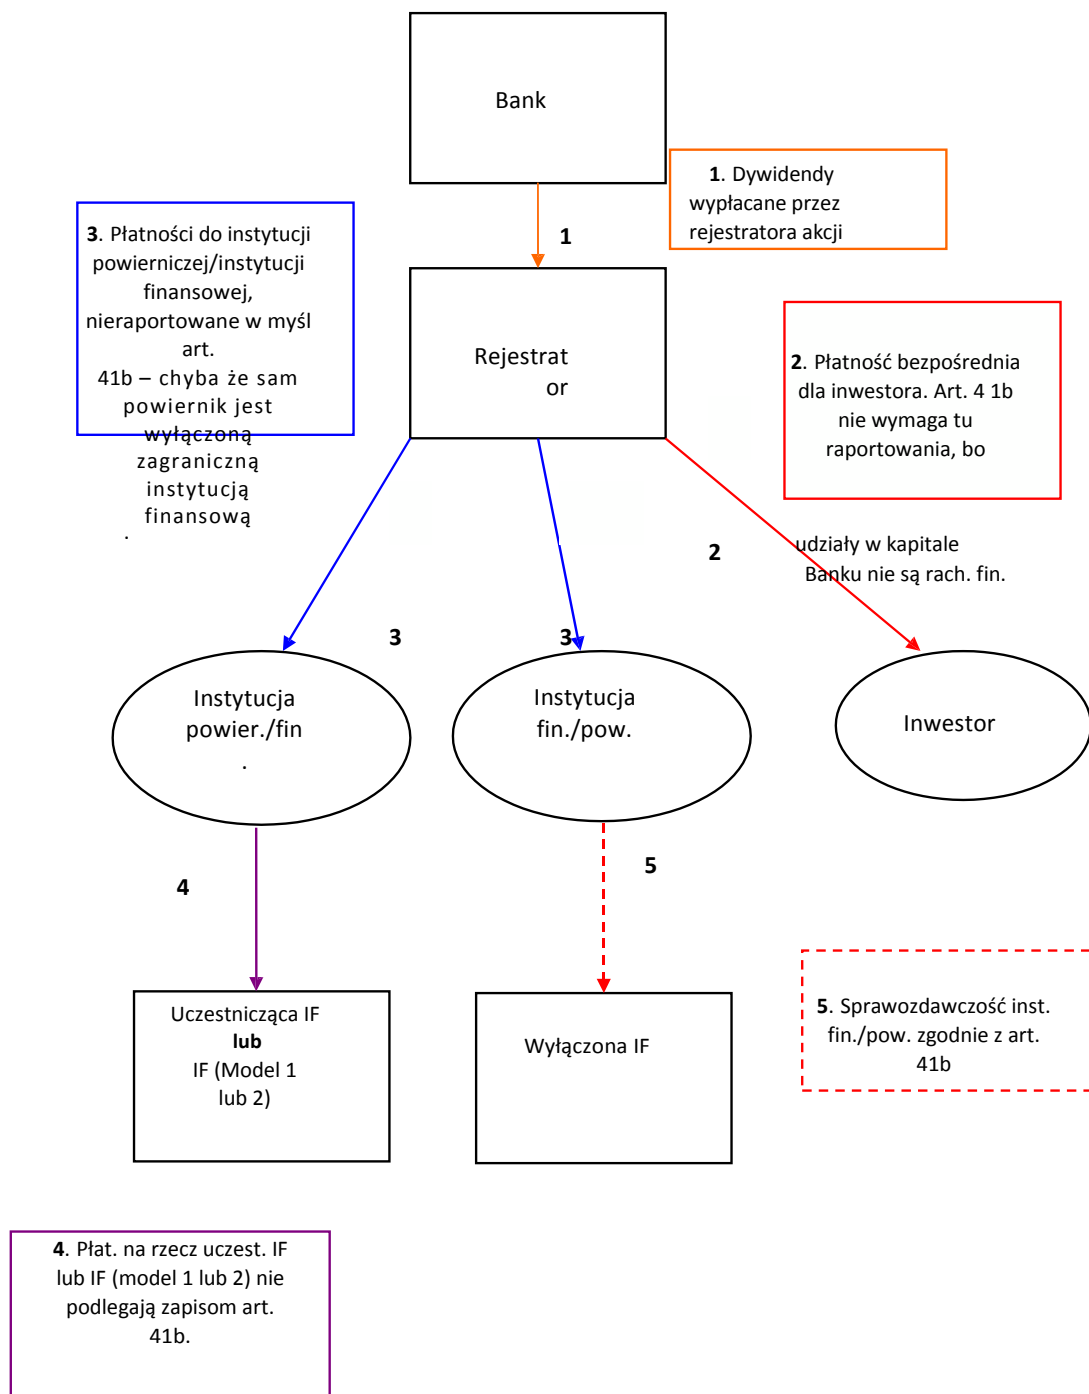 Bank
1. Dywidendy
wypłacane przez
rejestratora akcji
1
3. Płatności do instytucji
powierniczej/instytucji
finansowej,
nieraportowane w myśl
art.
41b – chyba że sam
powiernik jest
wyłączoną
zagraniczną
instytucją
finansową
.
Rejestrat
or
2. Płatność bezpośrednia
dla inwestora. Art. 4 1b
nie wymaga tu
raportowania, bo
udziały w kapitale
Banku nie są rach. fin.
2
3
3
Instytucja
powier./fin
.
Instytucja
fin./pow.
Inwestor
4
5
Uczestnicząca IF
lub
IF (Model 1
lub 2)
Wyłączona IF
5. Sprawozdawczość inst.
fin./pow. zgodnie z art.
41b
4. Płat. na rzecz uczest. IF
lub IF (model 1 lub 2) nie
podlegają zapisom art.
41b.